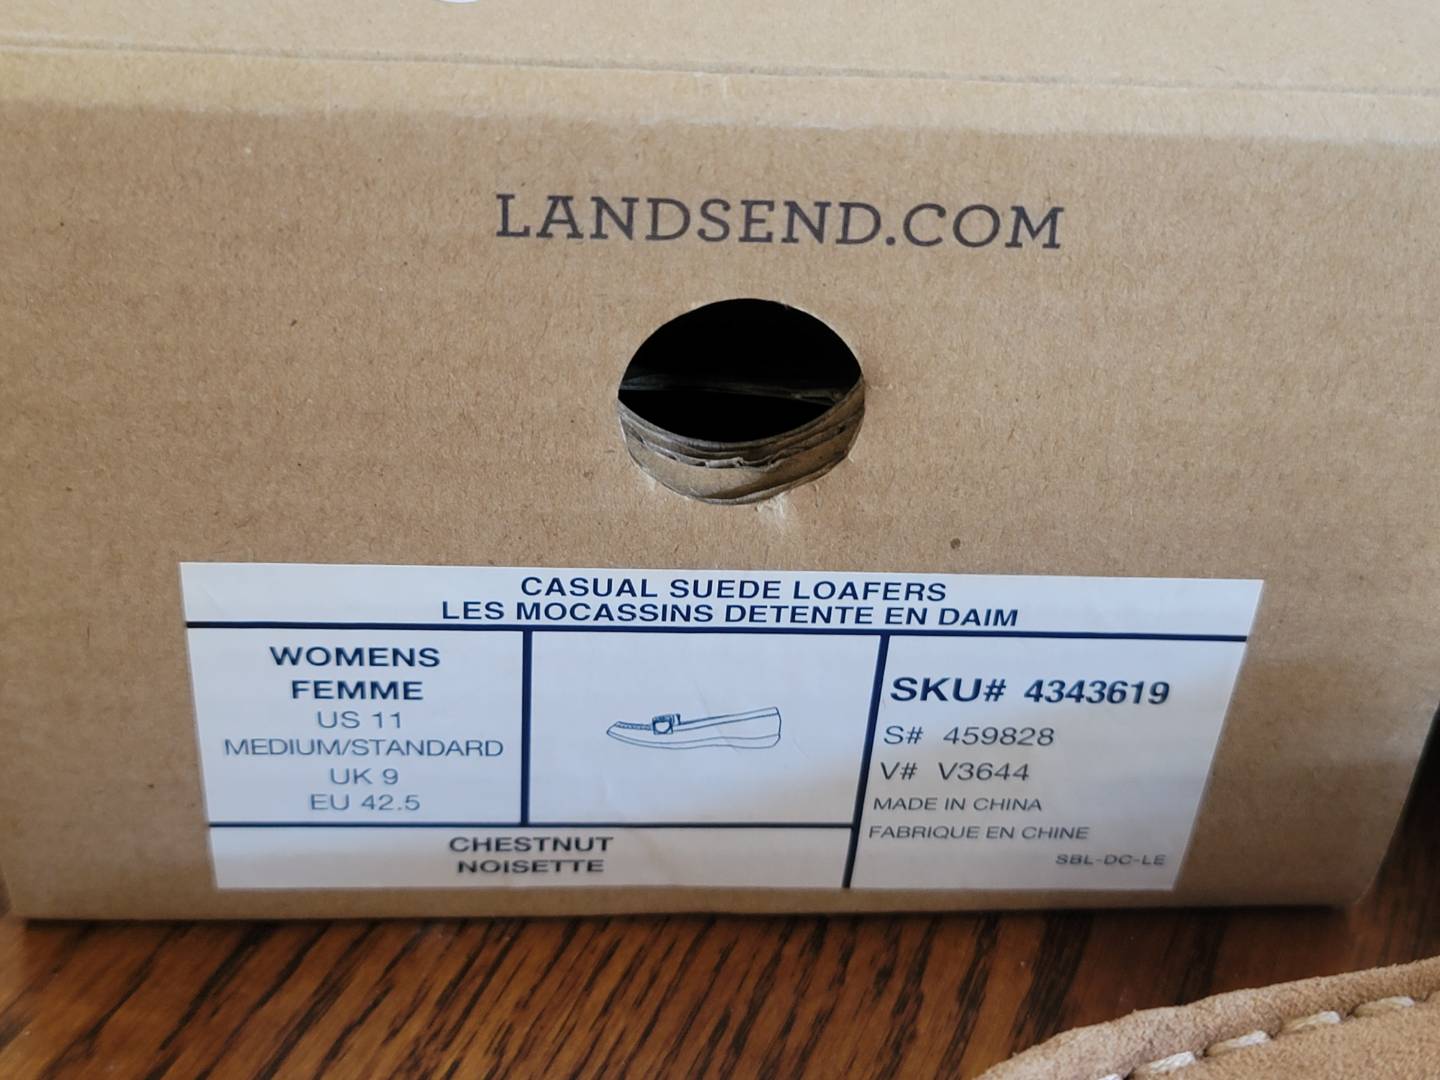 LANDSEND.COM
CASUAL SUEDE LOAFERS
LES MOCASSINS DETENTE EN DAIM
WOMENS
FEMME
US 11
MEDIUM/STANDARD
UK 9
EU 42.5
CHESTNUT
NOISETTE
SKU# 4343619
S# 459828
V# V3644
MADE IN CHINA
FABRIQUE EN CHINE
SBL-DC-LE